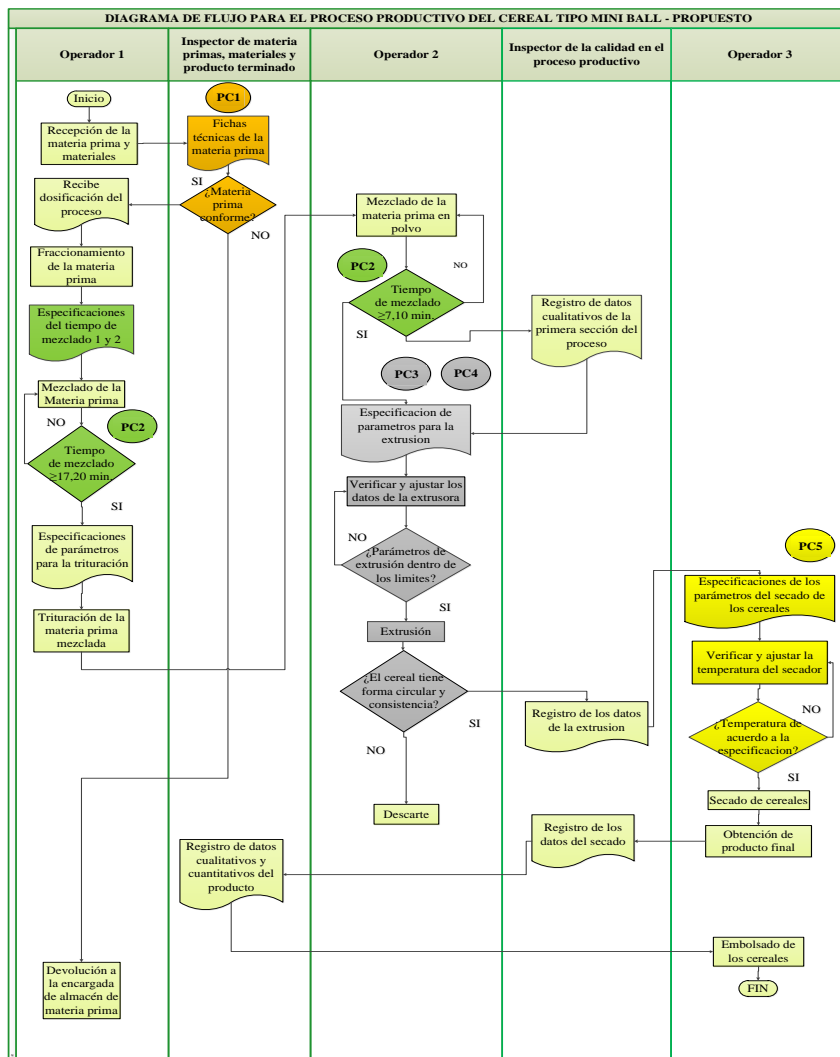 DIAGRAMA DE FLUJO PARA EL PROCESO PRODUCTIVO DEL CEREAL TIPO MINI BALL - PROPUESTO
Operador 1
Inspector de materia
primas, materiales y
producto terminado
Operador 2
Inspector de la calidad en el
proceso productivo
Operador 3
Inicio
Recepción de la
materia prima y
materiales
PC1
Fichas
técnicas de la
materia prima
SI
¿Materia
prima
conforme?
NO
Recibe
dosificación del
proceso
Fraccionamiento
de la materia
prima
Especificaciones
del tiempo de
mezclado 1 y 2
Mezclado de la
Materia prima
NO
PC2
Tiempo
de mezclado
≥17,20 min.
SI
Especificaciones
de parámetros
para la trituración
Trituración de la
materia prima
mezclada
Mezclado de la
materia prima en
polvo
PC2
NO
Tiempo
de mezclado
≥7,10 min.
SI
Registro de datos
cualitativos de la
primera sección del
proceso
PC3
PC4
Especificacion de
parametros para la
extrusion
Verificar y ajustar los
datos de la extrusora
NO
¿Parámetros de
extrusión dentro de
los limites?
SI
Extrusión
¿El cereal tiene
forma circular y
consistencia?
SI
NO
Descarte
Registro de los datos
de la extrusion
PC5
Especificaciones de los
parámetros del secado de
los cereales
Verificar y ajustar la
temperatura del secador
NO
¿Temperatura de
acuerdo a la
especificacion?
SI
Secado de cereales
Obtención de
producto final
Registro de los
datos del secado
Registro de datos
cualitativos y
cuantitativos del
producto
Embolsado de
los cereales
FIN
Devolución a
la encargada
de almacén de
materia prima